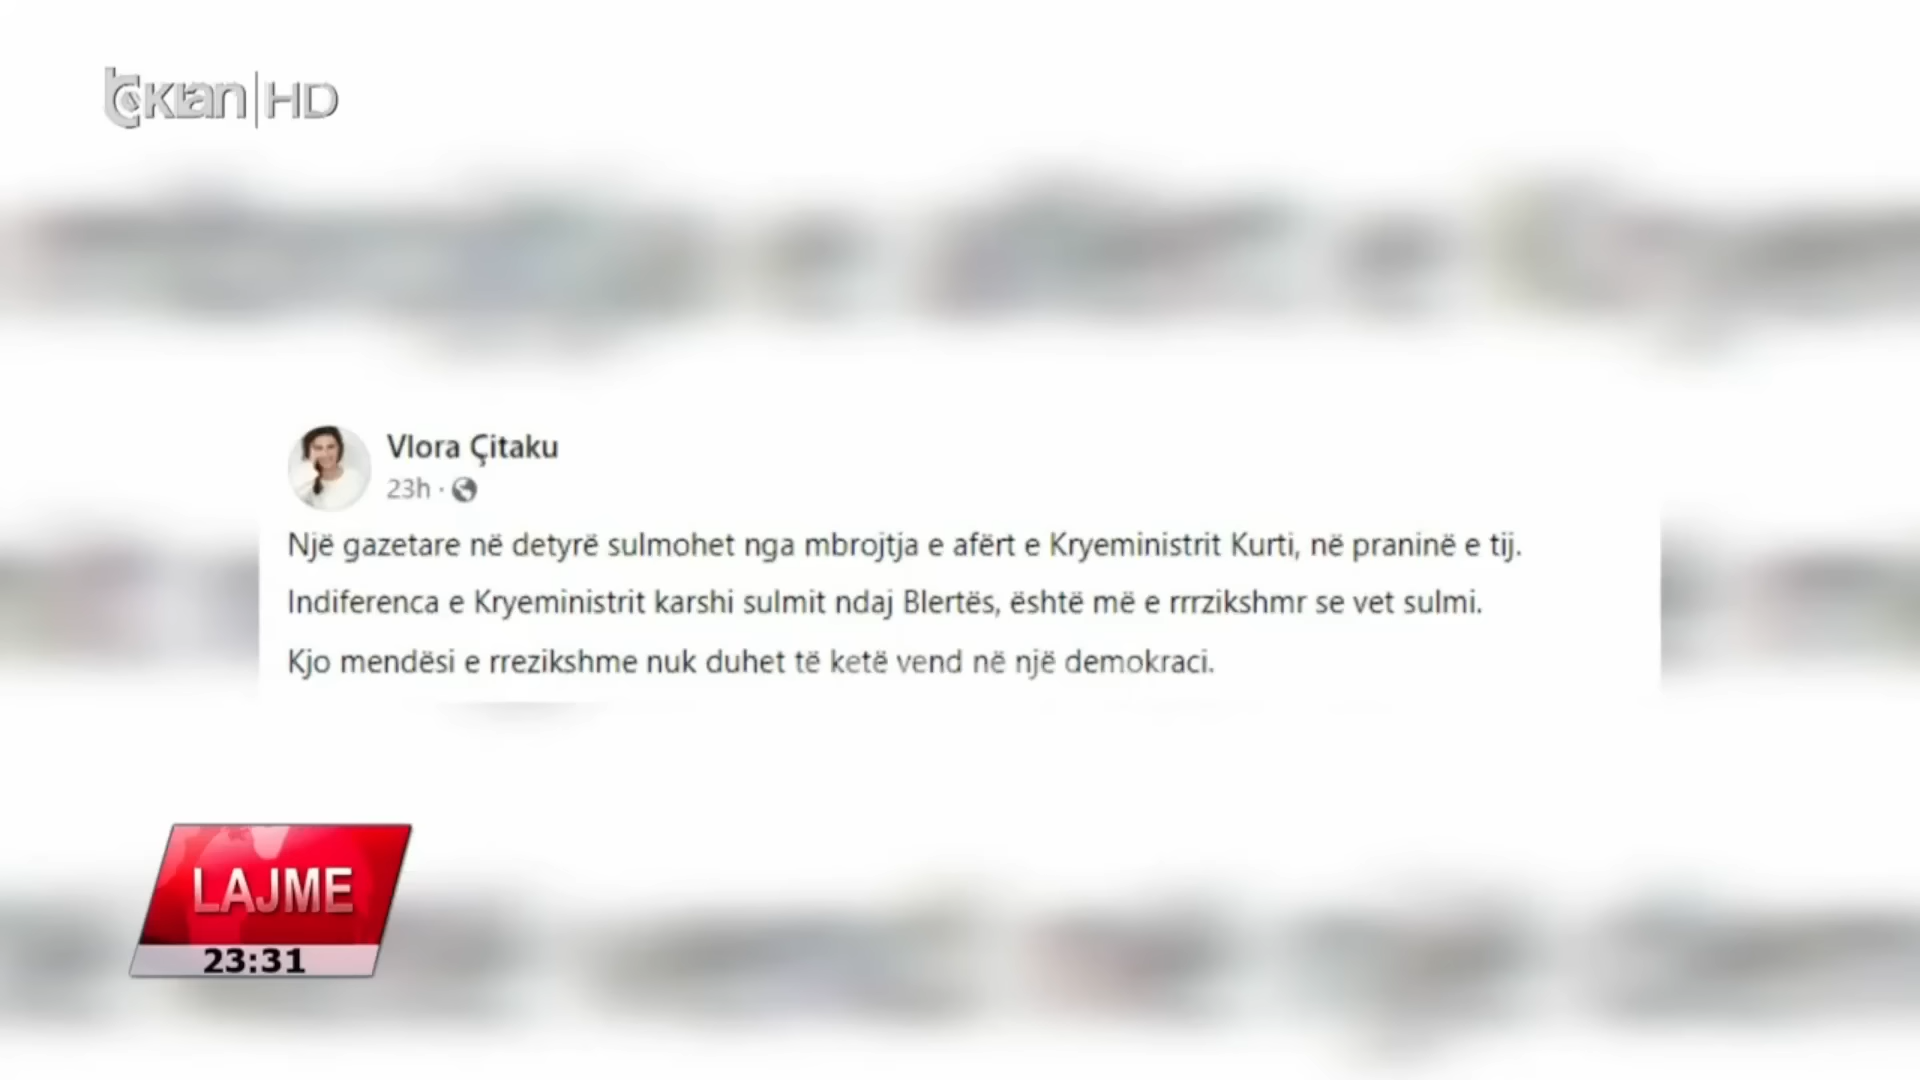 tcklan HD
Vlora Çitaku
23h ·
Një gazetare në detyrë sulmohet nga mbrojtja e afërt e Kryeministrit Kurti, në praninë e tij.
Indiferenca e Kryeministrit karshi sulmit ndaj Blertës, është më e rrrzikshmr se vet sulmi.
Kjo mendësi e rrezikshme nuk duhet të ketë vend në një demokraci.
LAJME
23:31